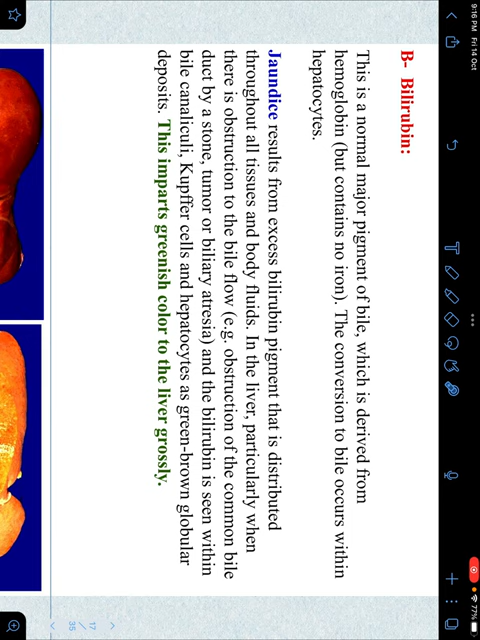 9:16 PM Fri 14 Oct
77%
B- Bilirubin:
This is a normal major pigment of bile, which is derived from
hemoglobin (but contains no iron). The conversion to bile occurs within
hepatocytes.
Jaundice results from excess bilirubin pigment that is distributed
throughout all tissues and body fluids. In the liver, particularly when
there is obstruction to the bile flow (e.g. obstruction of the common bile
duct by a stone, tumor or biliary atresia) and the bilirubin is seen within
bile canaliculi, Kupffer cells and hepatocytes as green-brown globular
deposits. This imparts greenish color to the liver grossly.
17 / 35